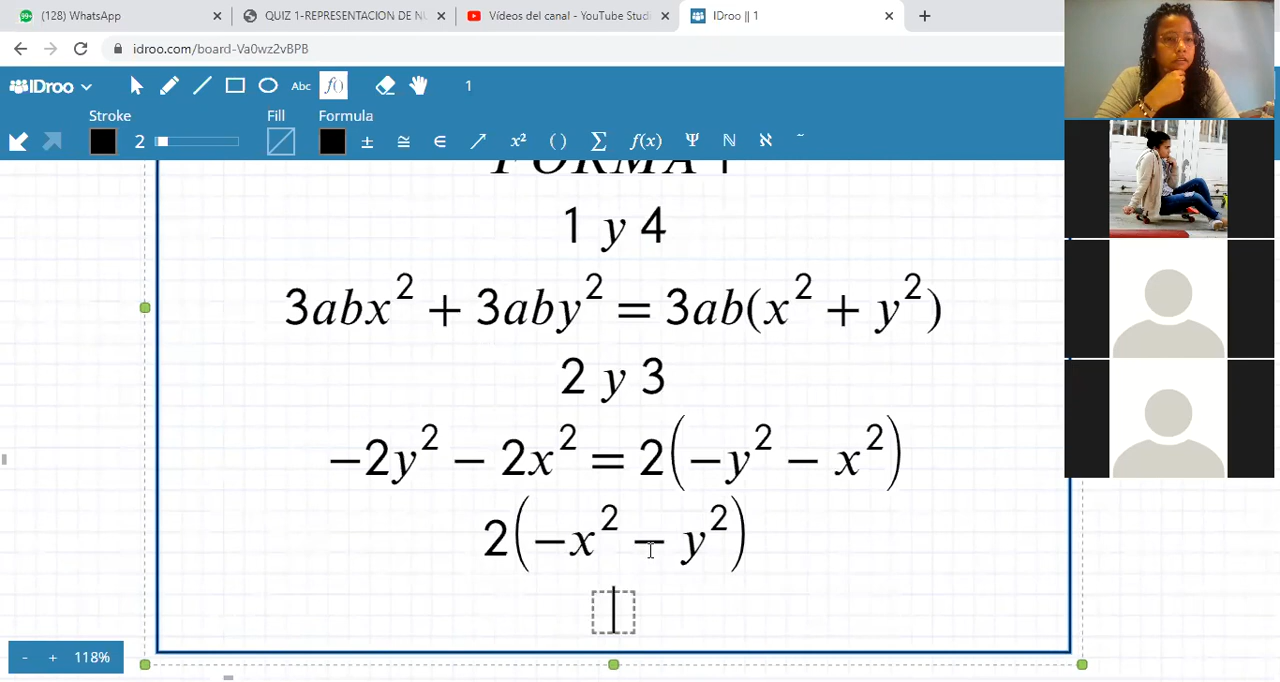 (128) WhatsApp
QUIZ 1-REPRESENTACION DE NU
Vídeos del canal - YouTube Studi
IDroo || 1
idroo.com/board-Va0wz2vBPB
IDroo
Abc
f()
1
Stroke
Fill
Formula
2
± ≅ ∈ x² ( ) ∑ f(x) Ψ ℕ ℵ ~
FORMA 1
1 y 4
3abx² + 3aby² = 3ab(x² + y²)
2 y 3
−2y² − 2x² = 2(−y² − x²)
2(−x² − y²)
- + 118%